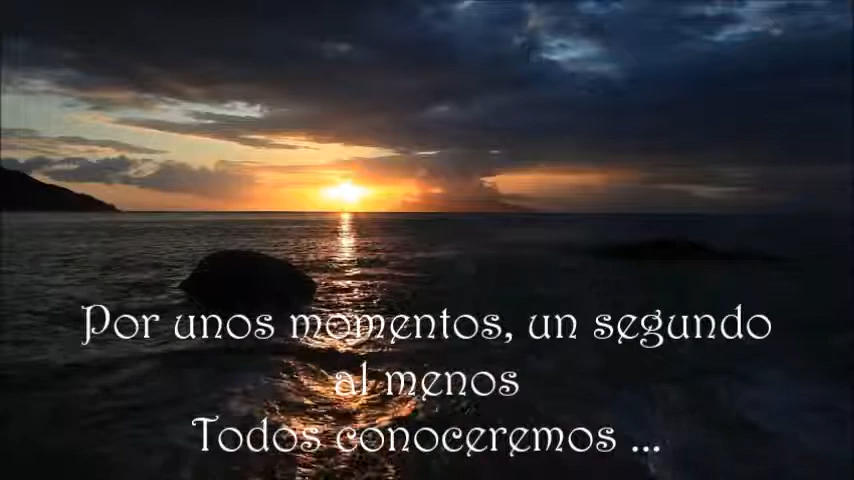 Por unos momentos, un segundo
al menos
Todos conoceremos ...